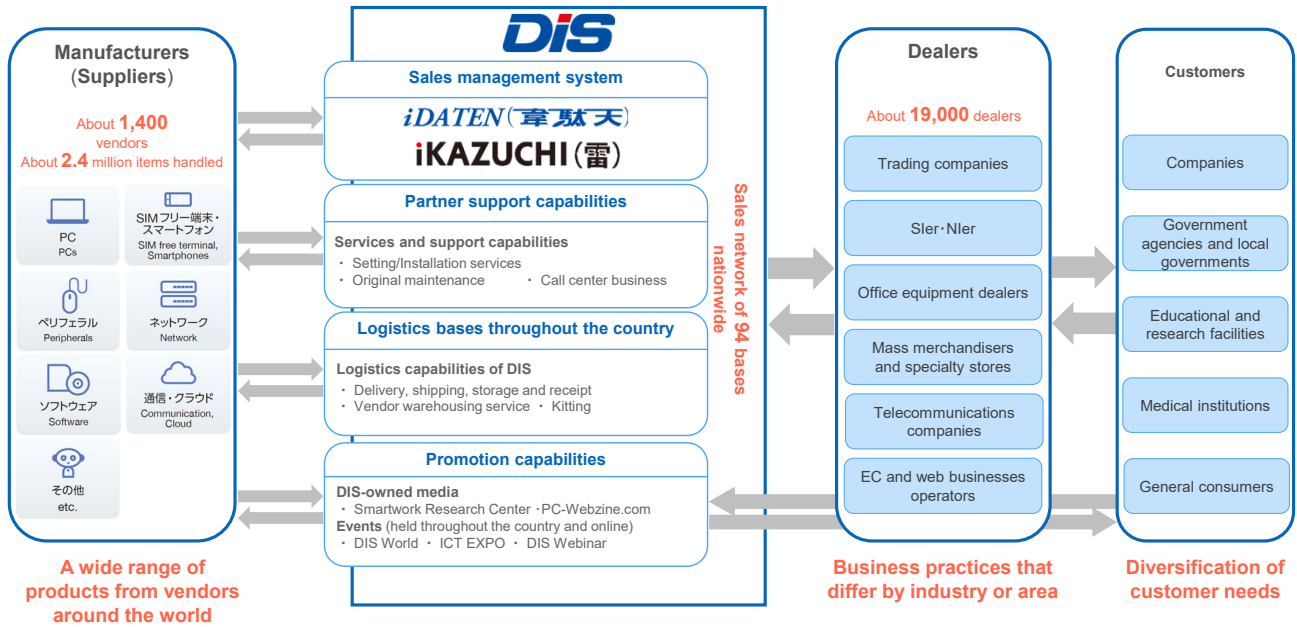 Manufacturers
(Suppliers)
About 1,400
vendors
About 2.4 million items handled
PC
PCs
SIMフリー端末・
スマートフォン
SIM free terminal,
Smartphones
ペリフェラル
Peripherals
ネットワーク
Network
ソフトウェア
Software
通信・クラウド
Communication,
Cloud
その他
etc.
A wide range of
products from vendors
around the world
DiS
Sales management system
iDATEN(韋駄天)
iKAZUCHI(雷)
Partner support capabilities
Services and support capabilities
・ Setting/Installation services
・ Original maintenance ・ Call center business
Logistics bases throughout the country
Logistics capabilities of DIS
・ Delivery, shipping, storage and receipt
・ Vendor warehousing service ・ Kitting
Promotion capabilities
DIS-owned media
・ Smartwork Research Center ・PC-Webzine.com
Events (held throughout the country and online)
・ DIS World ・ ICT EXPO ・ DIS Webinar
Sales network of 94 bases
nationwide
Dealers
About 19,000 dealers
Trading companies
SIer・NIer
Office equipment dealers
Mass merchandisers
and specialty stores
Telecommunications
companies
EC and web businesses
operators
Business practices that
differ by industry or area
Customers
Companies
Government
agencies and local
governments
Educational and
research facilities
Medical institutions
General consumers
Diversification of
customer needs